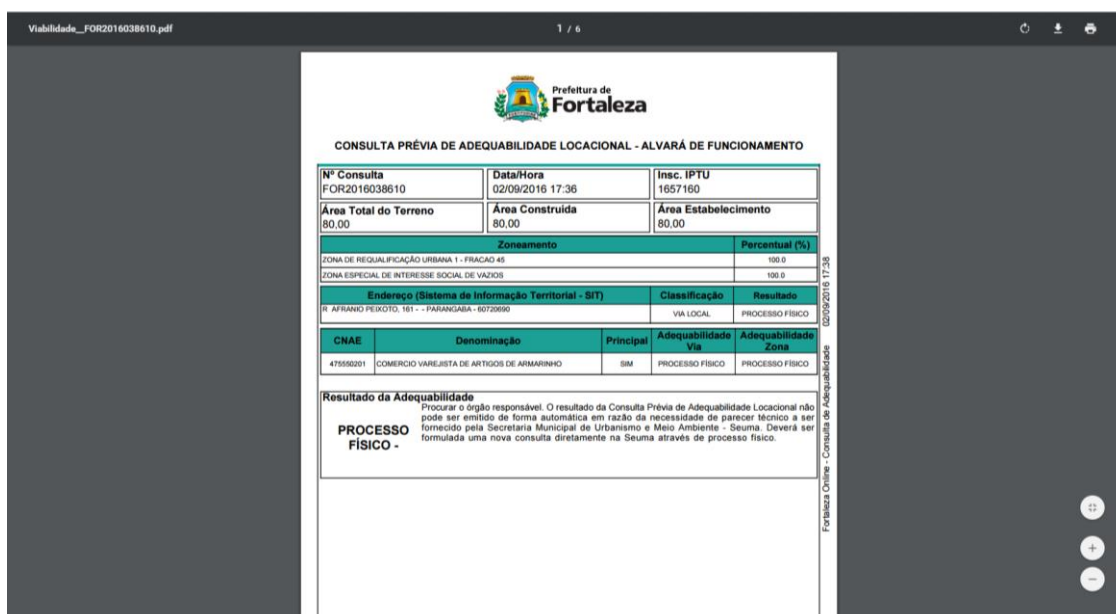 Viabilidade__FOR2016038610.pdf
1 / 6
Prefeitura de
Fortaleza
CONSULTA PRÉVIA DE ADEQUABILIDADE LOCACIONAL - ALVARÁ DE FUNCIONAMENTO
Nº Consulta
FOR2016038610
Data/Hora
02/09/2016 17:36
Insc. IPTU
1657160
Área Total do Terreno
80,00
Área Construida
80,00
Área Estabelecimento
80,00
Zoneamento Percentual (%)
ZONA DE REQUALIFICAÇÃO URBANA 1 - FRACAO 45 100.0
ZONA ESPECIAL DE INTERESSE SOCIAL DE VAZIOS 100.0
Endereço (Sistema de Informação Territorial - SIT) Classificação Resultado
R AFRANIO PEIXOTO, 161 - - PARANGABA - 60720690 VIA LOCAL PROCESSO FÍSICO
CNAE Denominação Principal Adequabilidade Via Adequabilidade Zona
475550201 COMERCIO VAREJISTA DE ARTIGOS DE ARMARINHO SIM PROCESSO FÍSICO PROCESSO FÍSICO
Resultado da Adequabilidade
PROCESSO
FÍSICO -
Procurar o órgão responsável. O resultado da Consulta Prévia de Adequabilidade Locacional não
pode ser emitido de forma automática em razão da necessidade de parecer técnico a ser
fornecido pela Secretaria Municipal de Urbanismo e Meio Ambiente - Seuma. Deverá ser
formulada uma nova consulta diretamente na Seuma através de processo físico.
Fortaleza Online - Consulta de Adequabilidade 02/09/2016 17:38